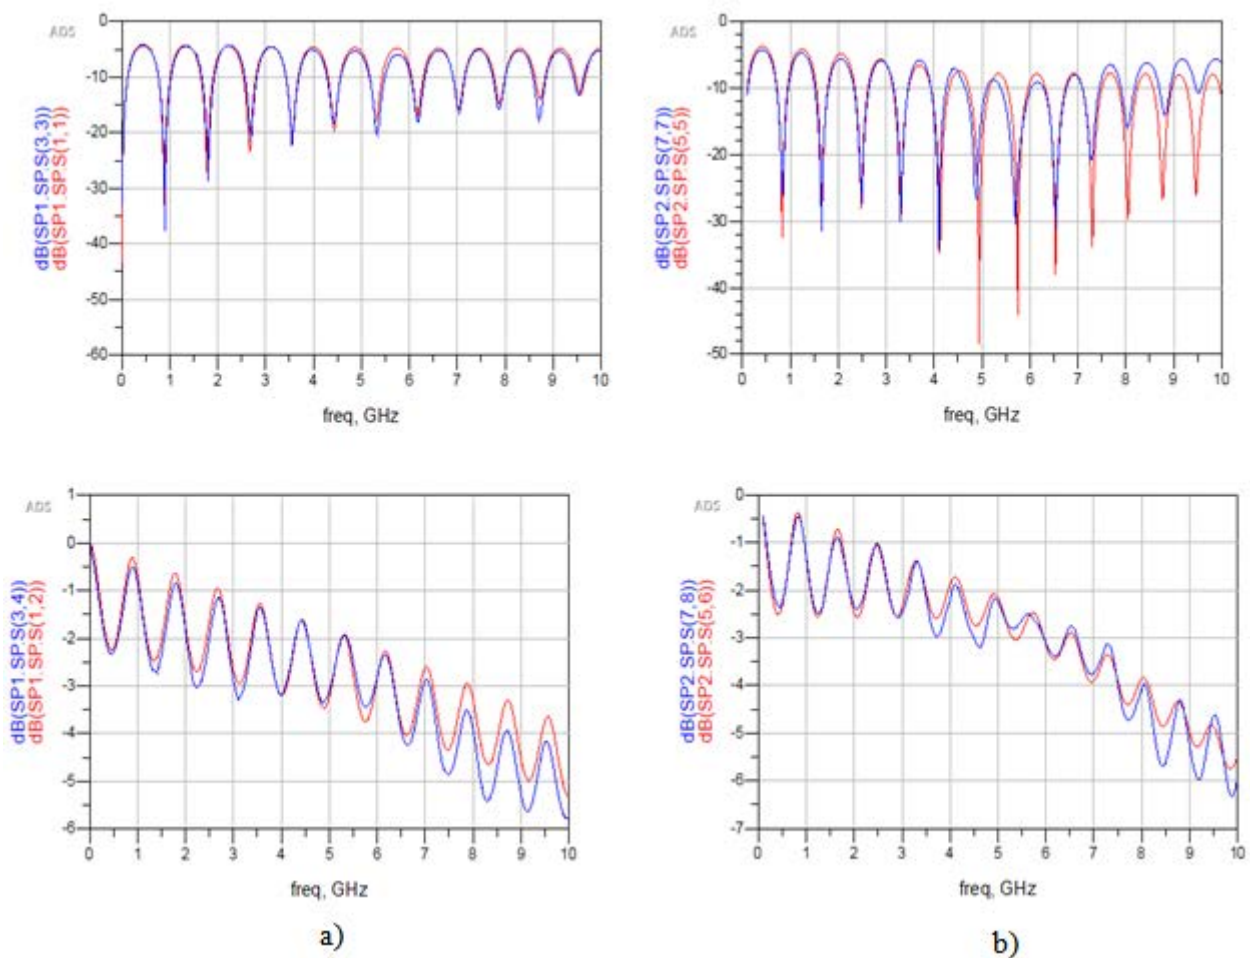 ADS
0
-10
-20
-30
-40
-50
-60
dB(SP1.SP.S(3,3))
dB(SP1.SP.S(1,1))
0 1 2 3 4 5 6 7 8 9 10
freq, GHz
ADS
0
-10
-20
-30
-40
-50
dB(SP2.SP.S(7,7))
dB(SP2.SP.S(5,5))
0 1 2 3 4 5 6 7 8 9 10
freq, GHz
ADS
1
0
-1
-2
-3
-4
-5
-6
dB(SP1.SP.S(3,4))
dB(SP1.SP.S(1,2))
0 1 2 3 4 5 6 7 8 9 10
freq, GHz
a)
ADS
0
-1
-2
-3
-4
-5
-6
-7
dB(SP2.SP.S(7,8))
dB(SP2.SP.S(5,6))
0 1 2 3 4 5 6 7 8 9 10
freq, GHz
b)